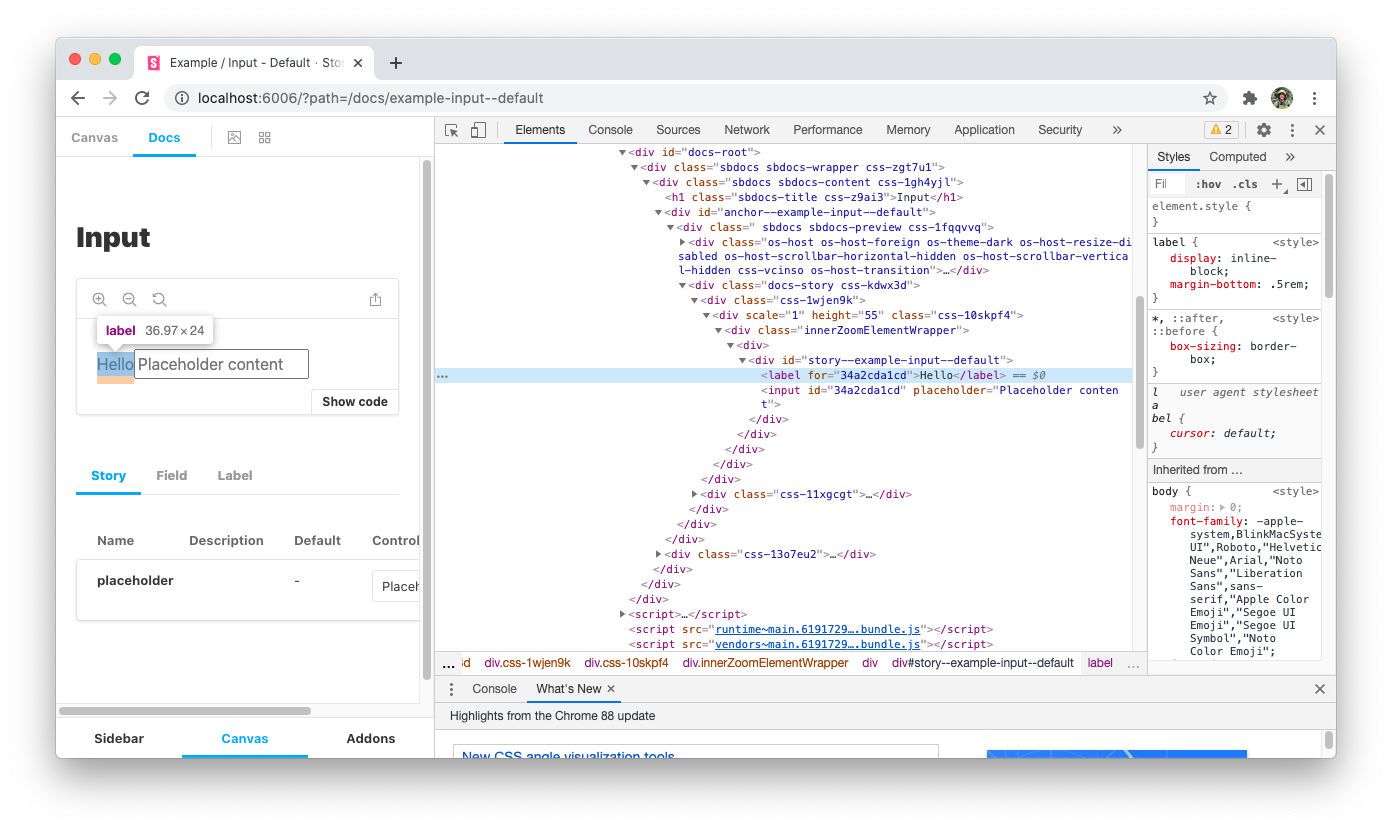 Example / Input - Default · Stor
localhost:6006/?path=/docs/example-input--default
Canvas Docs
Input
label 36.97 × 24
Hello Placeholder content
Show code
Story Field Label
Name Description Default Control
placeholder - Placeh
Sidebar Canvas Addons
Elements Console Sources Network Performance Memory Application Security » 2
<div id="docs-root">
<div class="sbdocs sbdocs-wrapper css-zgt7u1">
<div class="sbdocs sbdocs-content css-1gh4yjl">
<h1 class="sbdocs-title css-z9ai3">Input</h1>
<div id="anchor--example-input--default">
<div class=" sbdocs sbdocs-preview css-1fqqvvq">
<div class="os-host os-host-foreign os-theme-dark os-host-resize-di
sabled os-host-scrollbar-horizontal-hidden os-host-scrollbar-vertica
l-hidden css-vcinso os-host-transition">…</div>
<div class="docs-story css-kdwx3d">
<div class="css-1wjen9k">
<div scale="1" height="55" class="css-10skpf4">
<div class="innerZoomElementWrapper">
<div>
<div id="story--example-input--default">
<label for="34a2cda1cd">Hello</label> == $0
<input id="34a2cda1cd" placeholder="Placeholder conten
t">
</div>
</div>
</div>
</div>
</div>
<div class="css-11xgcgt">…</div>
</div>
</div>
</div>
<div class="css-13o7eu2">…</div>
</div>
</div>
</div>
<script>…</script>
<script src="runtime~main.6191729….bundle.js"></script>
<script src="vendors~main.6191729….bundle.js"></script>
... 3d div.css-1wjen9k div.css-10skpf4 div.innerZoomElementWrapper div div#story--example-input--default label ...
Styles Computed »
Fil :hov .cls +
element.style {
}
label { <style>
display: inline-
block;
margin-bottom: .5rem;
}
*, ::after, <style>
::before {
box-sizing: border-
box;
}
l user agent stylesheet
a
bel {
cursor: default;
}
Inherited from …
body { <style>
margin: 0;
font-family: -apple-
system,BlinkMacSyste
UI",Roboto,"Helvetic
Neue",Arial,"Noto
Sans","Liberation
Sans",sans-
serif,"Apple Color
Emoji","Segoe UI
Emoji","Segoe UI
Symbol","Noto
Color Emoji";
Console What's New ×
Highlights from the Chrome 88 update
New CSS angle visualization tools